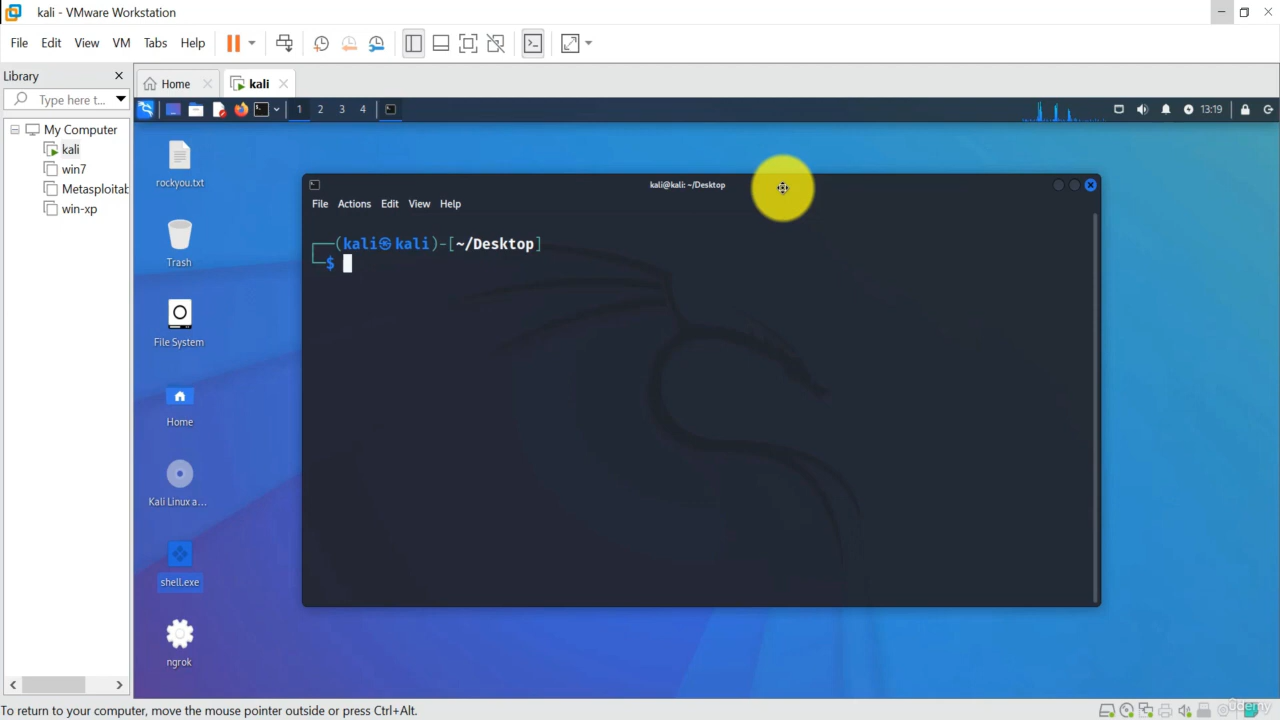 kali - VMware Workstation
File Edit View VM Tabs Help
Library
Type here t...
Home
kali
My Computer
kali
win7
Metasploitab
win-xp
1 2 3 4
13:19
rockyou.txt
Trash
File System
Home
Kali Linux a...
shell.exe
ngrok
kali@kali: ~/Desktop
File Actions Edit View Help
┌──(kali㉿kali)-[~/Desktop]
└─$
To return to your computer, move the mouse pointer outside or press Ctrl+Alt.
ûdemy